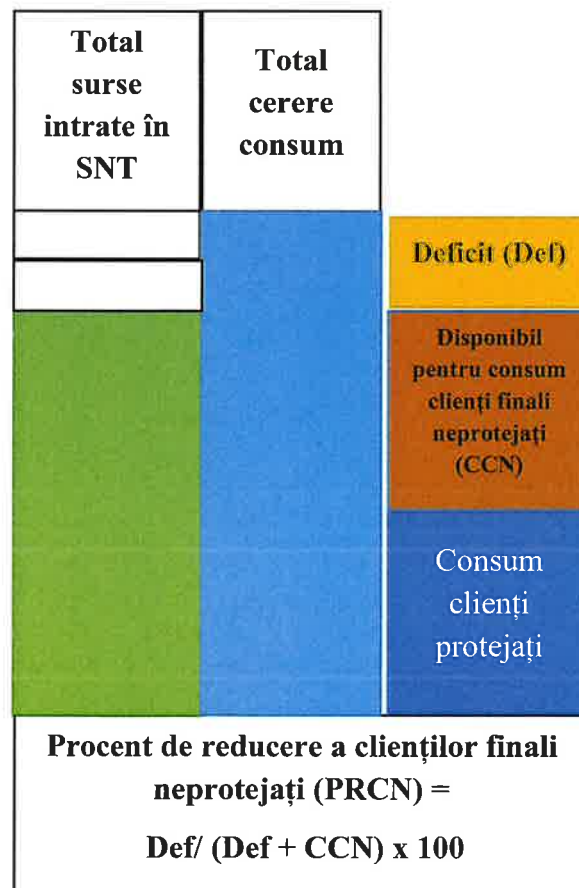 Total
surse
intrate în
SNT
Total
cerere
consum
Deficit (Def)
Disponibil
pentru consum
clienți finali
neprotejați
(CCN)
Consum
clienți
protejați
Procent de reducere a clienților finali
neprotejați (PRCN) =
Def/ (Def + CCN) x 100